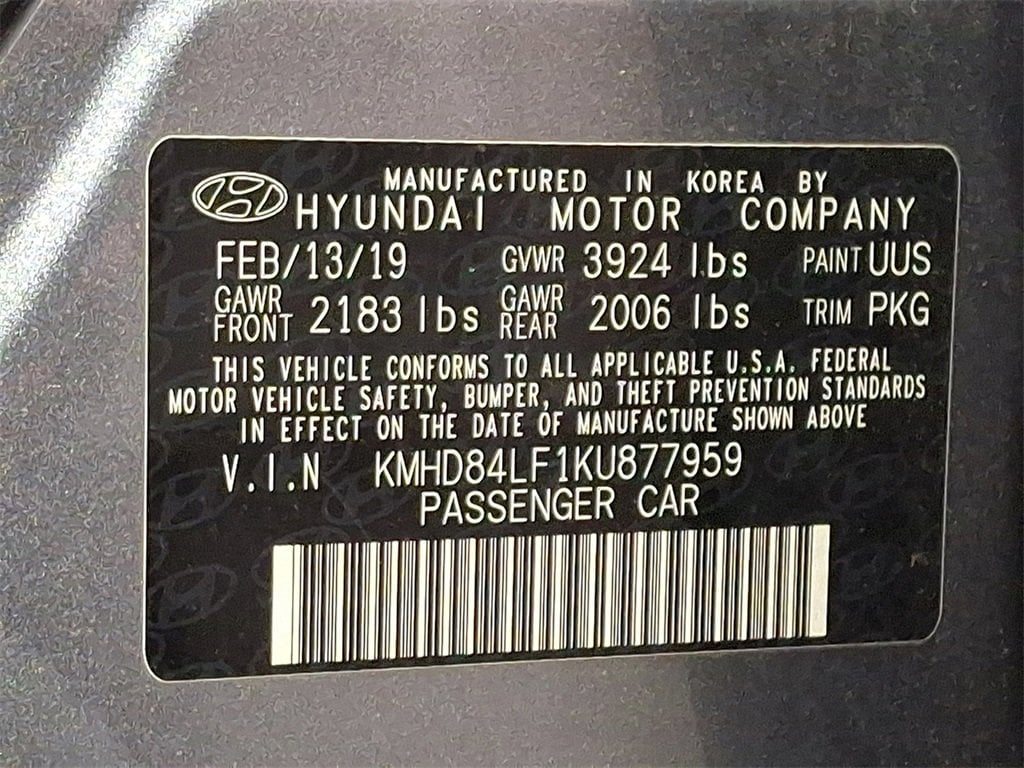 MANUFACTURED IN KOREA BY
HYUNDAI MOTOR COMPANY
FEB/13/19 GVWR 3924 lbs PAINT UUS
GAWR FRONT 2183 lbs GAWR REAR 2006 lbs TRIM PKG
THIS VEHICLE CONFORMS TO ALL APPLICABLE U.S.A. FEDERAL
MOTOR VEHICLE SAFETY, BUMPER, AND THEFT PREVENTION STANDARDS
IN EFFECT ON THE DATE OF MANUFACTURE SHOWN ABOVE
V.I.N KMHD84LF1KU877959
PASSENGER CAR